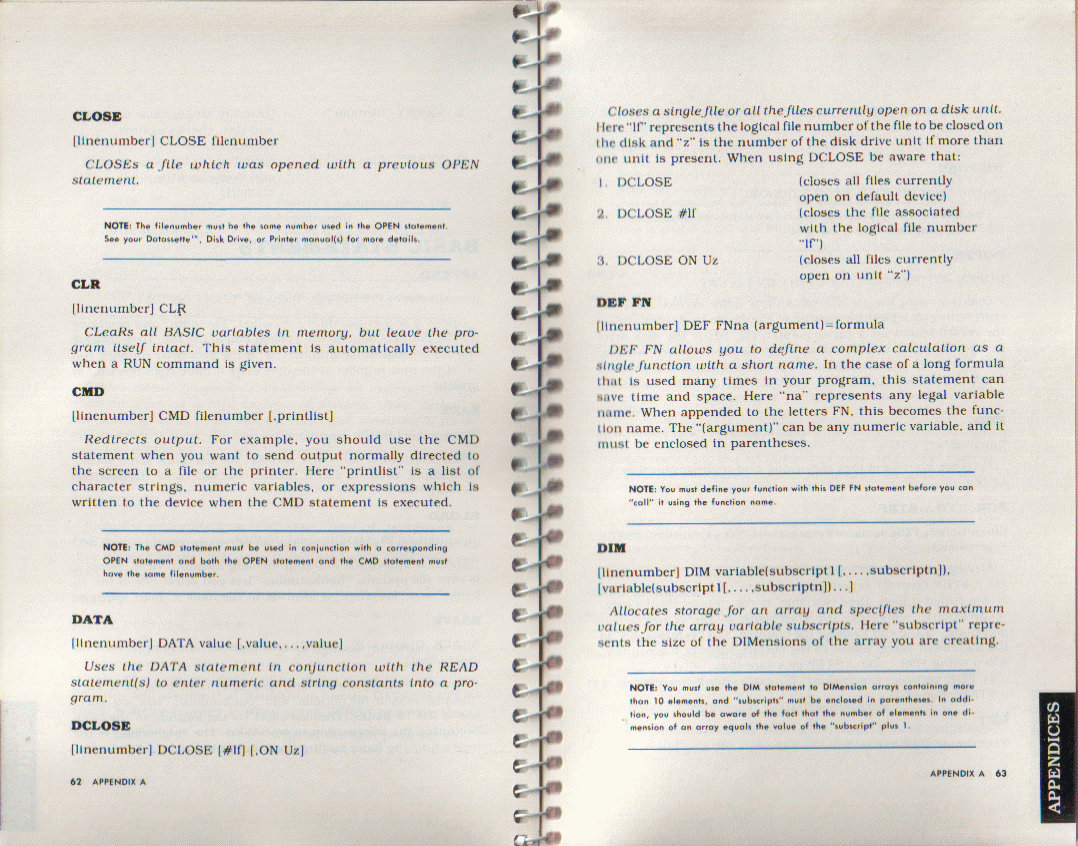 CLOSE
[linenumber] CLOSE filenumber
CLOSEs a file which was opened with a previous OPEN
statement.
NOTE: The filenumber must be the same number used in the OPEN statement.
See your Datassette™, Disk Drive, or Printer manual(s) for more details.
CLR
[linenumber] CLR
CLeaRs all BASIC variables in memory, but leave the pro-
gram itself intact. This statement is automatically executed
when a RUN command is given.
CMD
[linenumber] CMD filenumber [,printlist]
Redirects output. For example, you should use the CMD
statement when you want to send output normally directed to
the screen to a file or the printer. Here "printlist" is a list of
character strings, numeric variables, or expressions which is
written to the device when the CMD statement is executed.
NOTE: The CMD statement must be used in conjunction with a corresponding
OPEN statement and both the OPEN statement and the CMD statement must
have the same filenumber.
DATA
[linenumber] DATA value [,value,...,value]
Uses the DATA statement in conjunction with the READ
statement(s) to enter numeric and string constants into a pro-
gram.
DCLOSE
[linenumber] DCLOSE [#lf] [,ON Uz]
62 APPENDIX A
Closes a single file or all the files currently open on a disk unit.
Here "lf" represents the logical file number of the file to be closed on
the disk and "z" is the number of the disk drive unit if more than
one unit is present. When using DCLOSE be aware that:
1. DCLOSE (closes all files currently
open on default device)
2. DCLOSE #lf (closes the file associated
with the logical file number
"lf")
3. DCLOSE ON Uz (closes all files currently
open on unit "z")
DEF FN
[linenumber] DEF FNna (argument)=formula
DEF FN allows you to define a complex calculation as a
single function with a short name. In the case of a long formula
that is used many times in your program, this statement can
save time and space. Here "na" represents any legal variable
name. When appended to the letters FN, this becomes the func-
tion name. The "(argument)" can be any numeric variable, and it
must be enclosed in parentheses.
NOTE: You must define your function with this DEF FN statement before you can
"call" it using the function name.
DIM
[linenumber] DIM variable(subscript1[,...,subscriptn]),
[variable(subscript1[,...,subscriptn])...]
Allocates storage for an array and specifies the maximum
values for the array variable subscripts. Here "subscript" repre-
sents the size of the DIMensions of the array you are creating.
NOTE: You must use the DIM statement to DIMension arrays containing more
than 10 elements, and "subscripts" must be enclosed in parentheses. In addi-
tion, you should be aware of the fact that the number of elements in one di-
mension of an array equals the value of the "subscript" plus 1.
APPENDIX A 63
APPENDICES